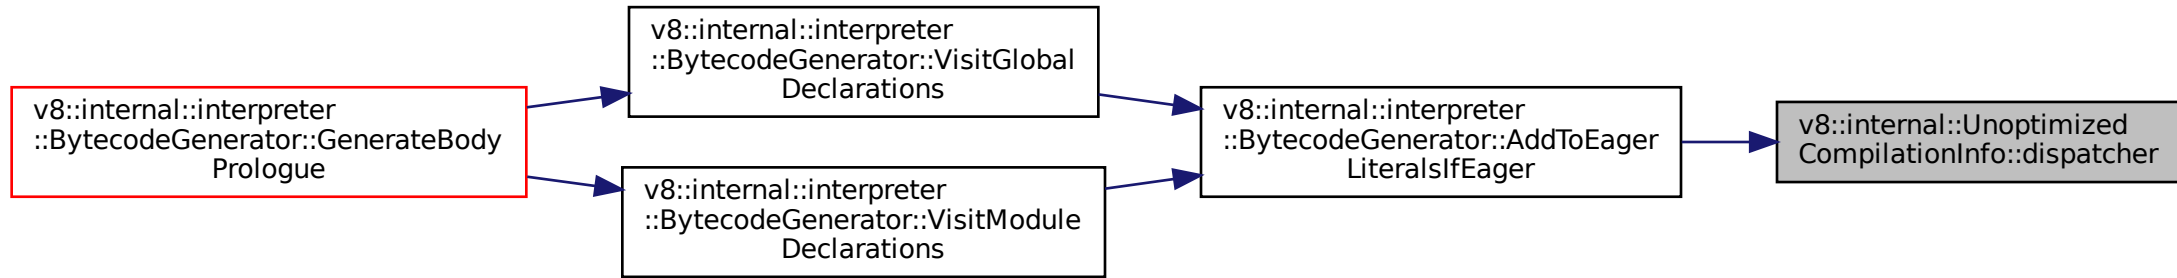 v8::internal::interpreter
::BytecodeGenerator::GenerateBody
Prologue
v8::internal::interpreter
::BytecodeGenerator::VisitGlobal
Declarations
v8::internal::interpreter
::BytecodeGenerator::VisitModule
Declarations
v8::internal::interpreter
::BytecodeGenerator::AddToEager
LiteralsIfEager
v8::internal::Unoptimized
CompilationInfo::dispatcher